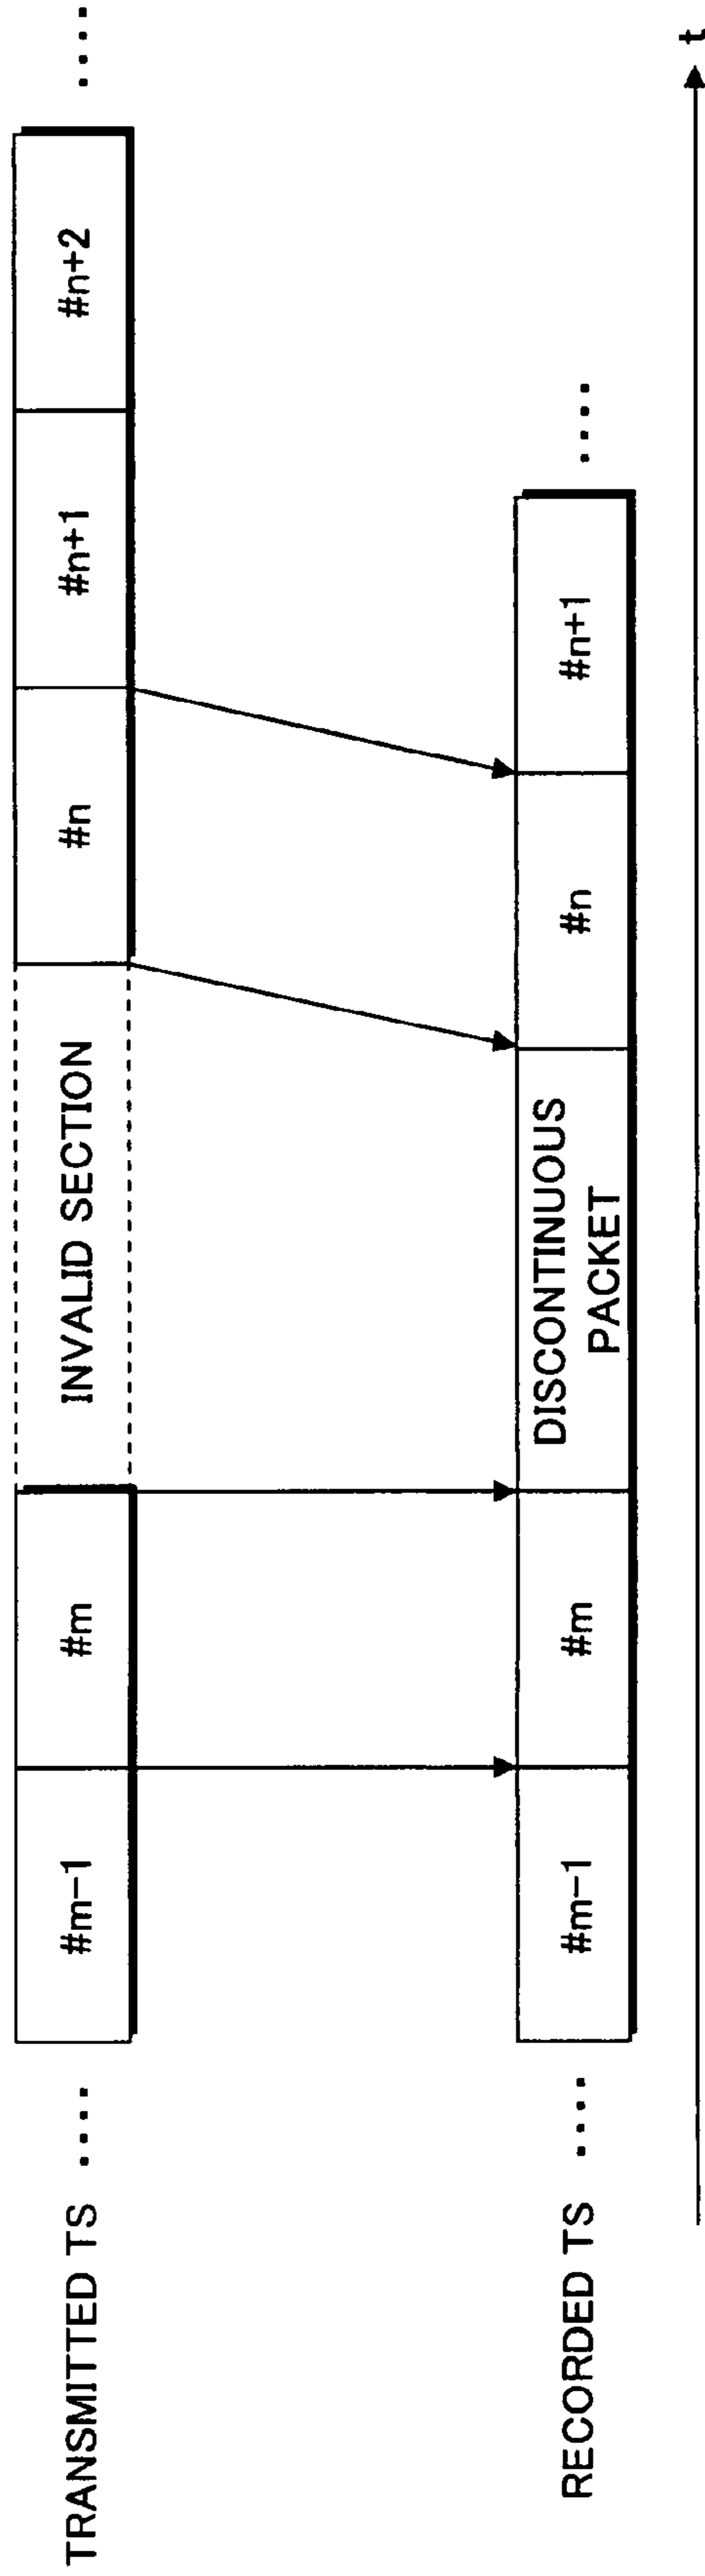 TRANSMITTED TS ････ #m−1 #m INVALID SECTION #n #n+1 #n+2 ････
RECORDED TS ････ #m−1 #m DISCONTINUOUS PACKET #n #n+1 ････
t